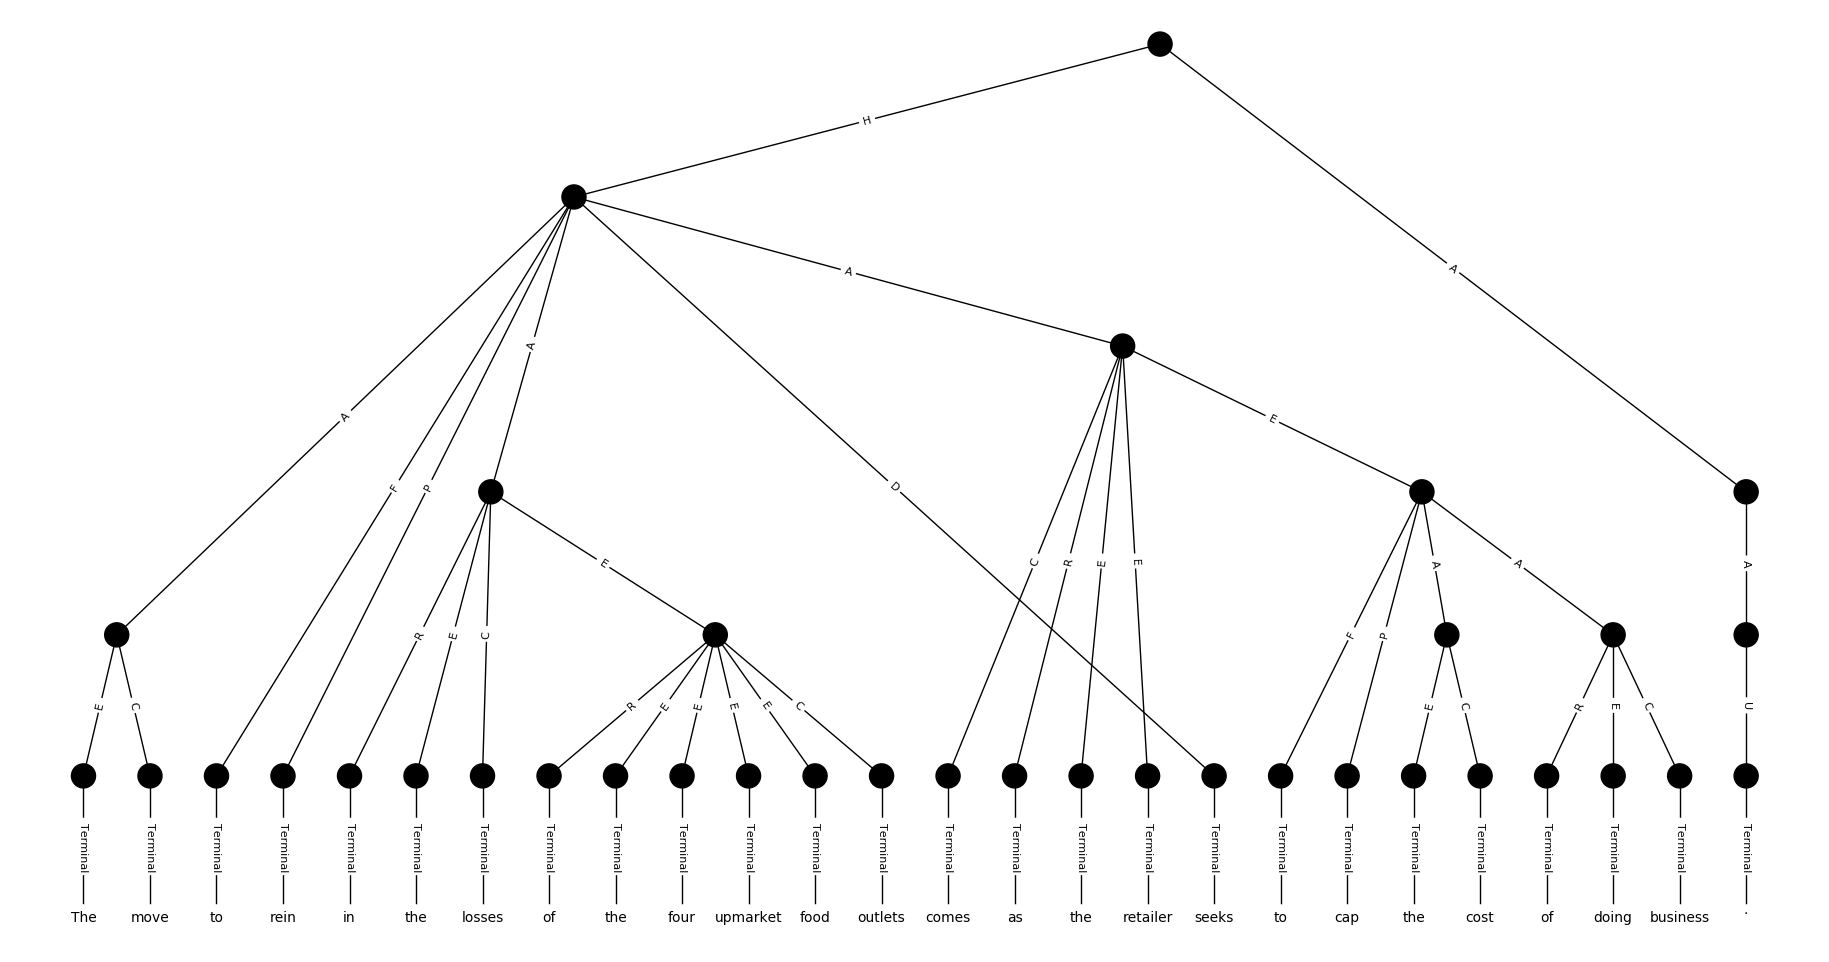 H
A
A
A
A
F
P
D
E
C
R
E
E
E
R
E
C
F
P
A
A
A
E
C
R
E
E
E
E
C
E
C
R
E
C
U
Terminal Terminal Terminal Terminal Terminal Terminal Terminal Terminal Terminal Terminal Terminal Terminal Terminal Terminal Terminal Terminal Terminal Terminal Terminal Terminal Terminal Terminal Terminal Terminal Terminal Terminal
The move to rein in the losses of the four upmarket food outlets comes as the retailer seeks to cap the cost of doing business .